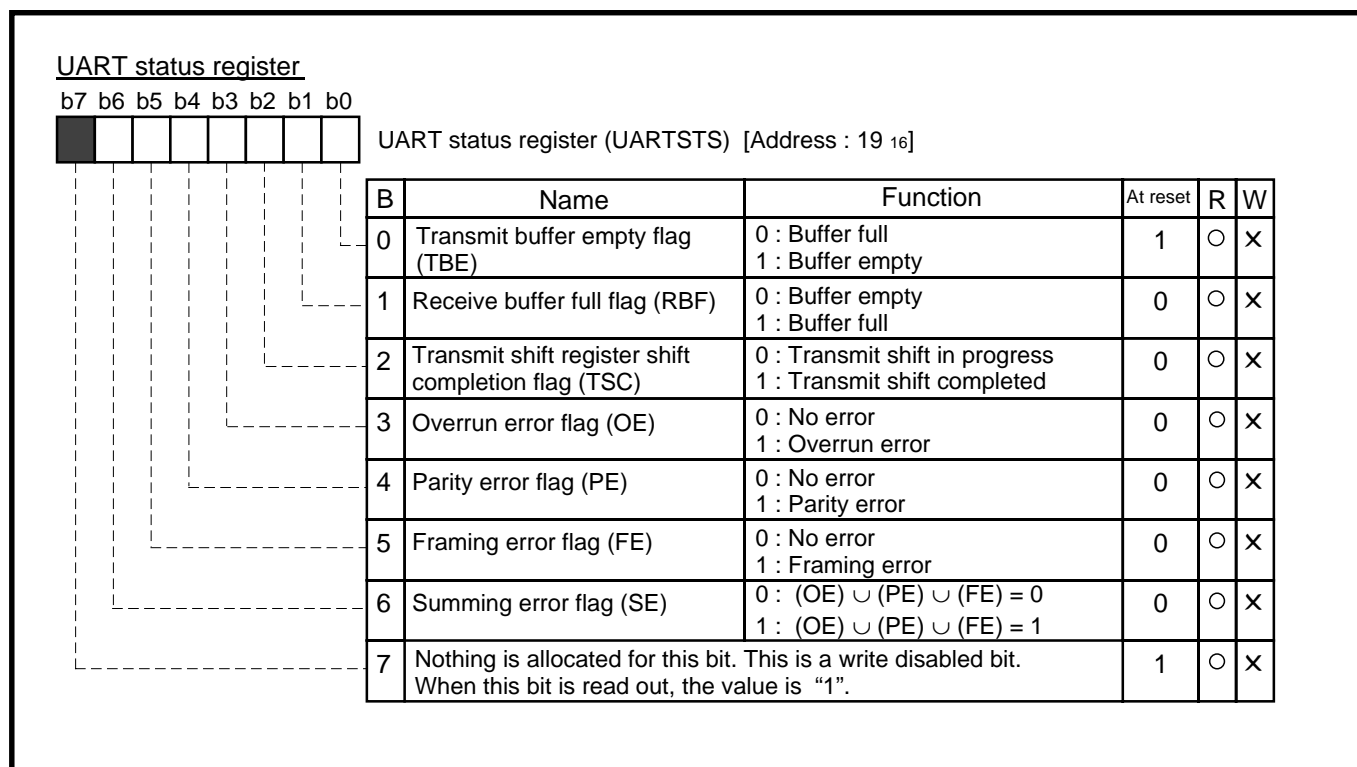 UART status register
b7 b6 b5 b4 b3 b2 b1 b0
UART status register (UARTSTS) [Address : 19 16]
B Name Function At reset R W
0 Transmit buffer empty flag (TBE) 0 : Buffer full 1 : Buffer empty 1 ○ ×
1 Receive buffer full flag (RBF) 0 : Buffer empty 1 : Buffer full 0 ○ ×
2 Transmit shift register shift completion flag (TSC) 0 : Transmit shift in progress 1 : Transmit shift completed 0 ○ ×
3 Overrun error flag (OE) 0 : No error 1 : Overrun error 0 ○ ×
4 Parity error flag (PE) 0 : No error 1 : Parity error 0 ○ ×
5 Framing error flag (FE) 0 : No error 1 : Framing error 0 ○ ×
6 Summing error flag (SE) 0 : (OE) ∪ (PE) ∪ (FE) = 0 1 : (OE) ∪ (PE) ∪ (FE) = 1 0 ○ ×
7 Nothing is allocated for this bit. This is a write disabled bit. When this bit is read out, the value is “1”. 1 ○ ×